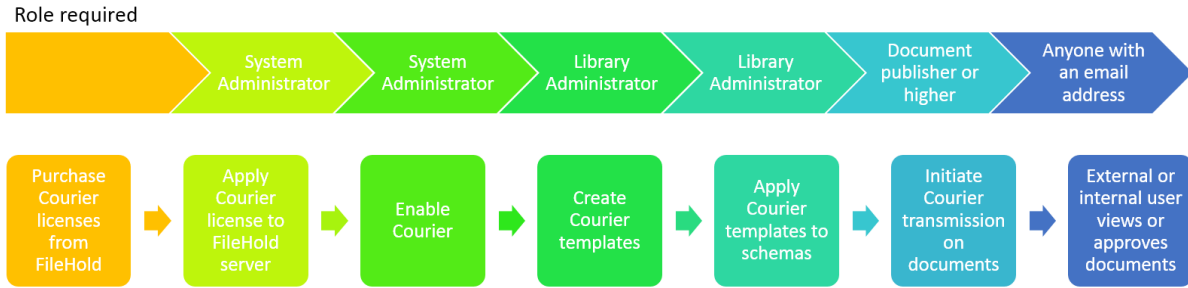 Role required
System
Administrator
System
Administrator
Library
Administrator
Library
Administrator
Document
publisher or
higher
Anyone with
an email
address
Purchase
Courier
licenses
from
FileHold
Apply
Courier
license to
FileHold
server
Enable
Courier
Create
Courier
templates
Apply
Courier
templates to
schemas
Initiate
Courier
transmission
on
documents
External or
internal user
views or
approves
documents